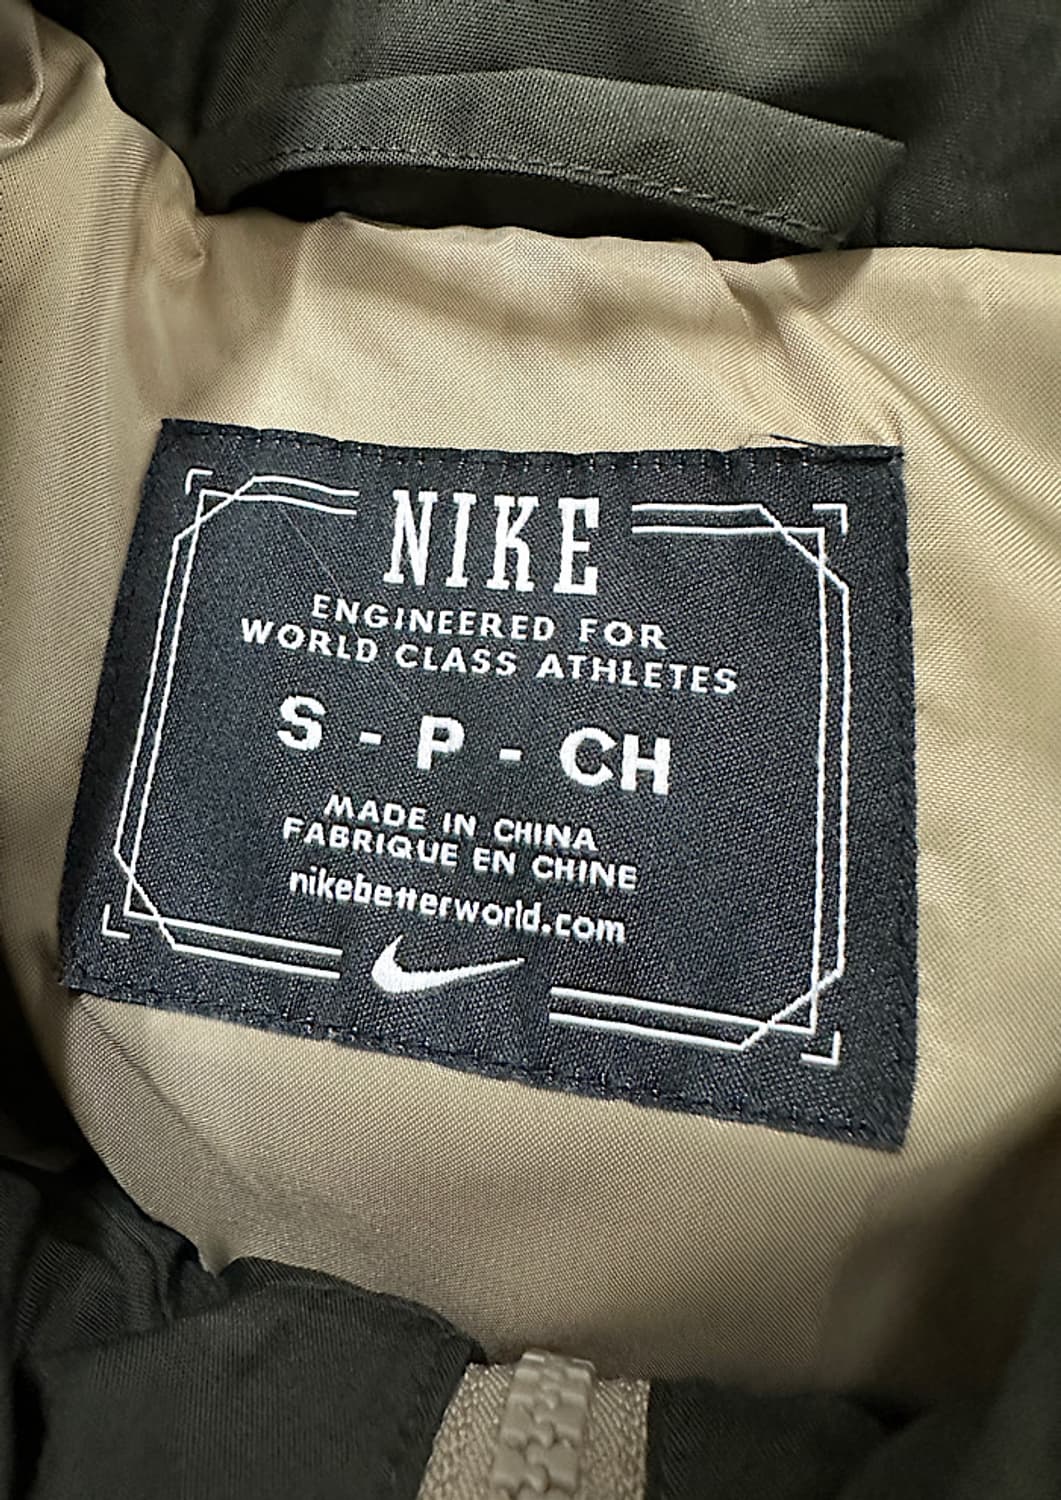 NIKE
ENGINEERED FOR
WORLD CLASS ATHLETES
S - P - CH
MADE IN CHINA
FABRIQUE EN CHINE
nikebetterworld.com